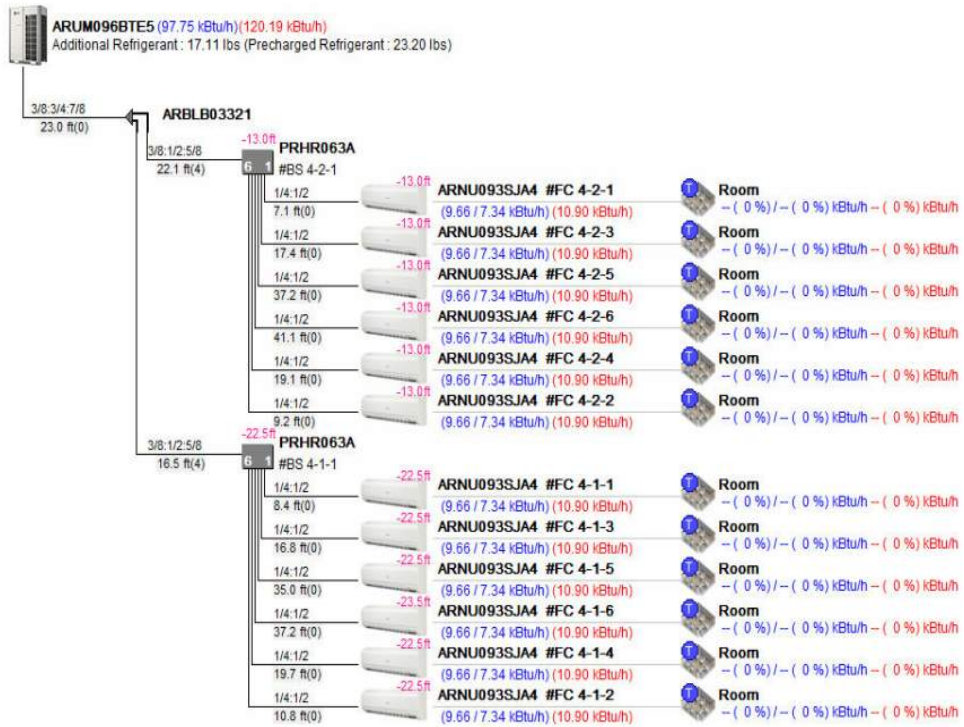 ARUM096BTE5 (97.75 kBtu/h)(120.19 kBtu/h)
Additional Refrigerant : 17.11 lbs (Precharged Refrigerant : 23.20 lbs)
3/8:3/4:7/8
23.0 ft(0)
ARBLB03321
3/8:1/2:5/8
22.1 ft(4)
-13.0ft
PRHR063A
6 1
#BS 4-2-1
1/4:1/2
7.1 ft(0)
-13.0ft
ARNU093SJA4 #FC 4-2-1
(9.66 / 7.34 kBtu/h) (10.90 kBtu/h)
T
Room
-- ( 0 %) / -- ( 0 %) kBtu/h -- ( 0 %) kBtu/h
1/4:1/2
17.4 ft(0)
-13.0ft
ARNU093SJA4 #FC 4-2-3
(9.66 / 7.34 kBtu/h) (10.90 kBtu/h)
T
Room
-- ( 0 %) / -- ( 0 %) kBtu/h -- ( 0 %) kBtu/h
1/4:1/2
37.2 ft(0)
-13.0ft
ARNU093SJA4 #FC 4-2-5
(9.66 / 7.34 kBtu/h) (10.90 kBtu/h)
T
Room
-- ( 0 %) / -- ( 0 %) kBtu/h -- ( 0 %) kBtu/h
1/4:1/2
41.1 ft(0)
-13.0ft
ARNU093SJA4 #FC 4-2-6
(9.66 / 7.34 kBtu/h) (10.90 kBtu/h)
T
Room
-- ( 0 %) / -- ( 0 %) kBtu/h -- ( 0 %) kBtu/h
1/4:1/2
19.1 ft(0)
-13.0ft
ARNU093SJA4 #FC 4-2-4
(9.66 / 7.34 kBtu/h) (10.90 kBtu/h)
T
Room
-- ( 0 %) / -- ( 0 %) kBtu/h -- ( 0 %) kBtu/h
1/4:1/2
9.2 ft(0)
-13.0ft
ARNU093SJA4 #FC 4-2-2
(9.66 / 7.34 kBtu/h) (10.90 kBtu/h)
T
Room
-- ( 0 %) / -- ( 0 %) kBtu/h -- ( 0 %) kBtu/h
3/8:1/2:5/8
16.5 ft(4)
-22.5ft
PRHR063A
6 1
#BS 4-1-1
1/4:1/2
8.4 ft(0)
-22.5ft
ARNU093SJA4 #FC 4-1-1
(9.66 / 7.34 kBtu/h) (10.90 kBtu/h)
T
Room
-- ( 0 %) / -- ( 0 %) kBtu/h -- ( 0 %) kBtu/h
1/4:1/2
16.8 ft(0)
-22.5ft
ARNU093SJA4 #FC 4-1-3
(9.66 / 7.34 kBtu/h) (10.90 kBtu/h)
T
Room
-- ( 0 %) / -- ( 0 %) kBtu/h -- ( 0 %) kBtu/h
1/4:1/2
35.0 ft(0)
-22.5ft
ARNU093SJA4 #FC 4-1-5
(9.66 / 7.34 kBtu/h) (10.90 kBtu/h)
T
Room
-- ( 0 %) / -- ( 0 %) kBtu/h -- ( 0 %) kBtu/h
1/4:1/2
37.2 ft(0)
-23.5ft
ARNU093SJA4 #FC 4-1-6
(9.66 / 7.34 kBtu/h) (10.90 kBtu/h)
T
Room
-- ( 0 %) / -- ( 0 %) kBtu/h -- ( 0 %) kBtu/h
1/4:1/2
19.7 ft(0)
-22.5ft
ARNU093SJA4 #FC 4-1-4
(9.66 / 7.34 kBtu/h) (10.90 kBtu/h)
T
Room
-- ( 0 %) / -- ( 0 %) kBtu/h -- ( 0 %) kBtu/h
1/4:1/2
10.8 ft(0)
-22.5ft
ARNU093SJA4 #FC 4-1-2
(9.66 / 7.34 kBtu/h) (10.90 kBtu/h)
T
Room
-- ( 0 %) / -- ( 0 %) kBtu/h -- ( 0 %) kBtu/h